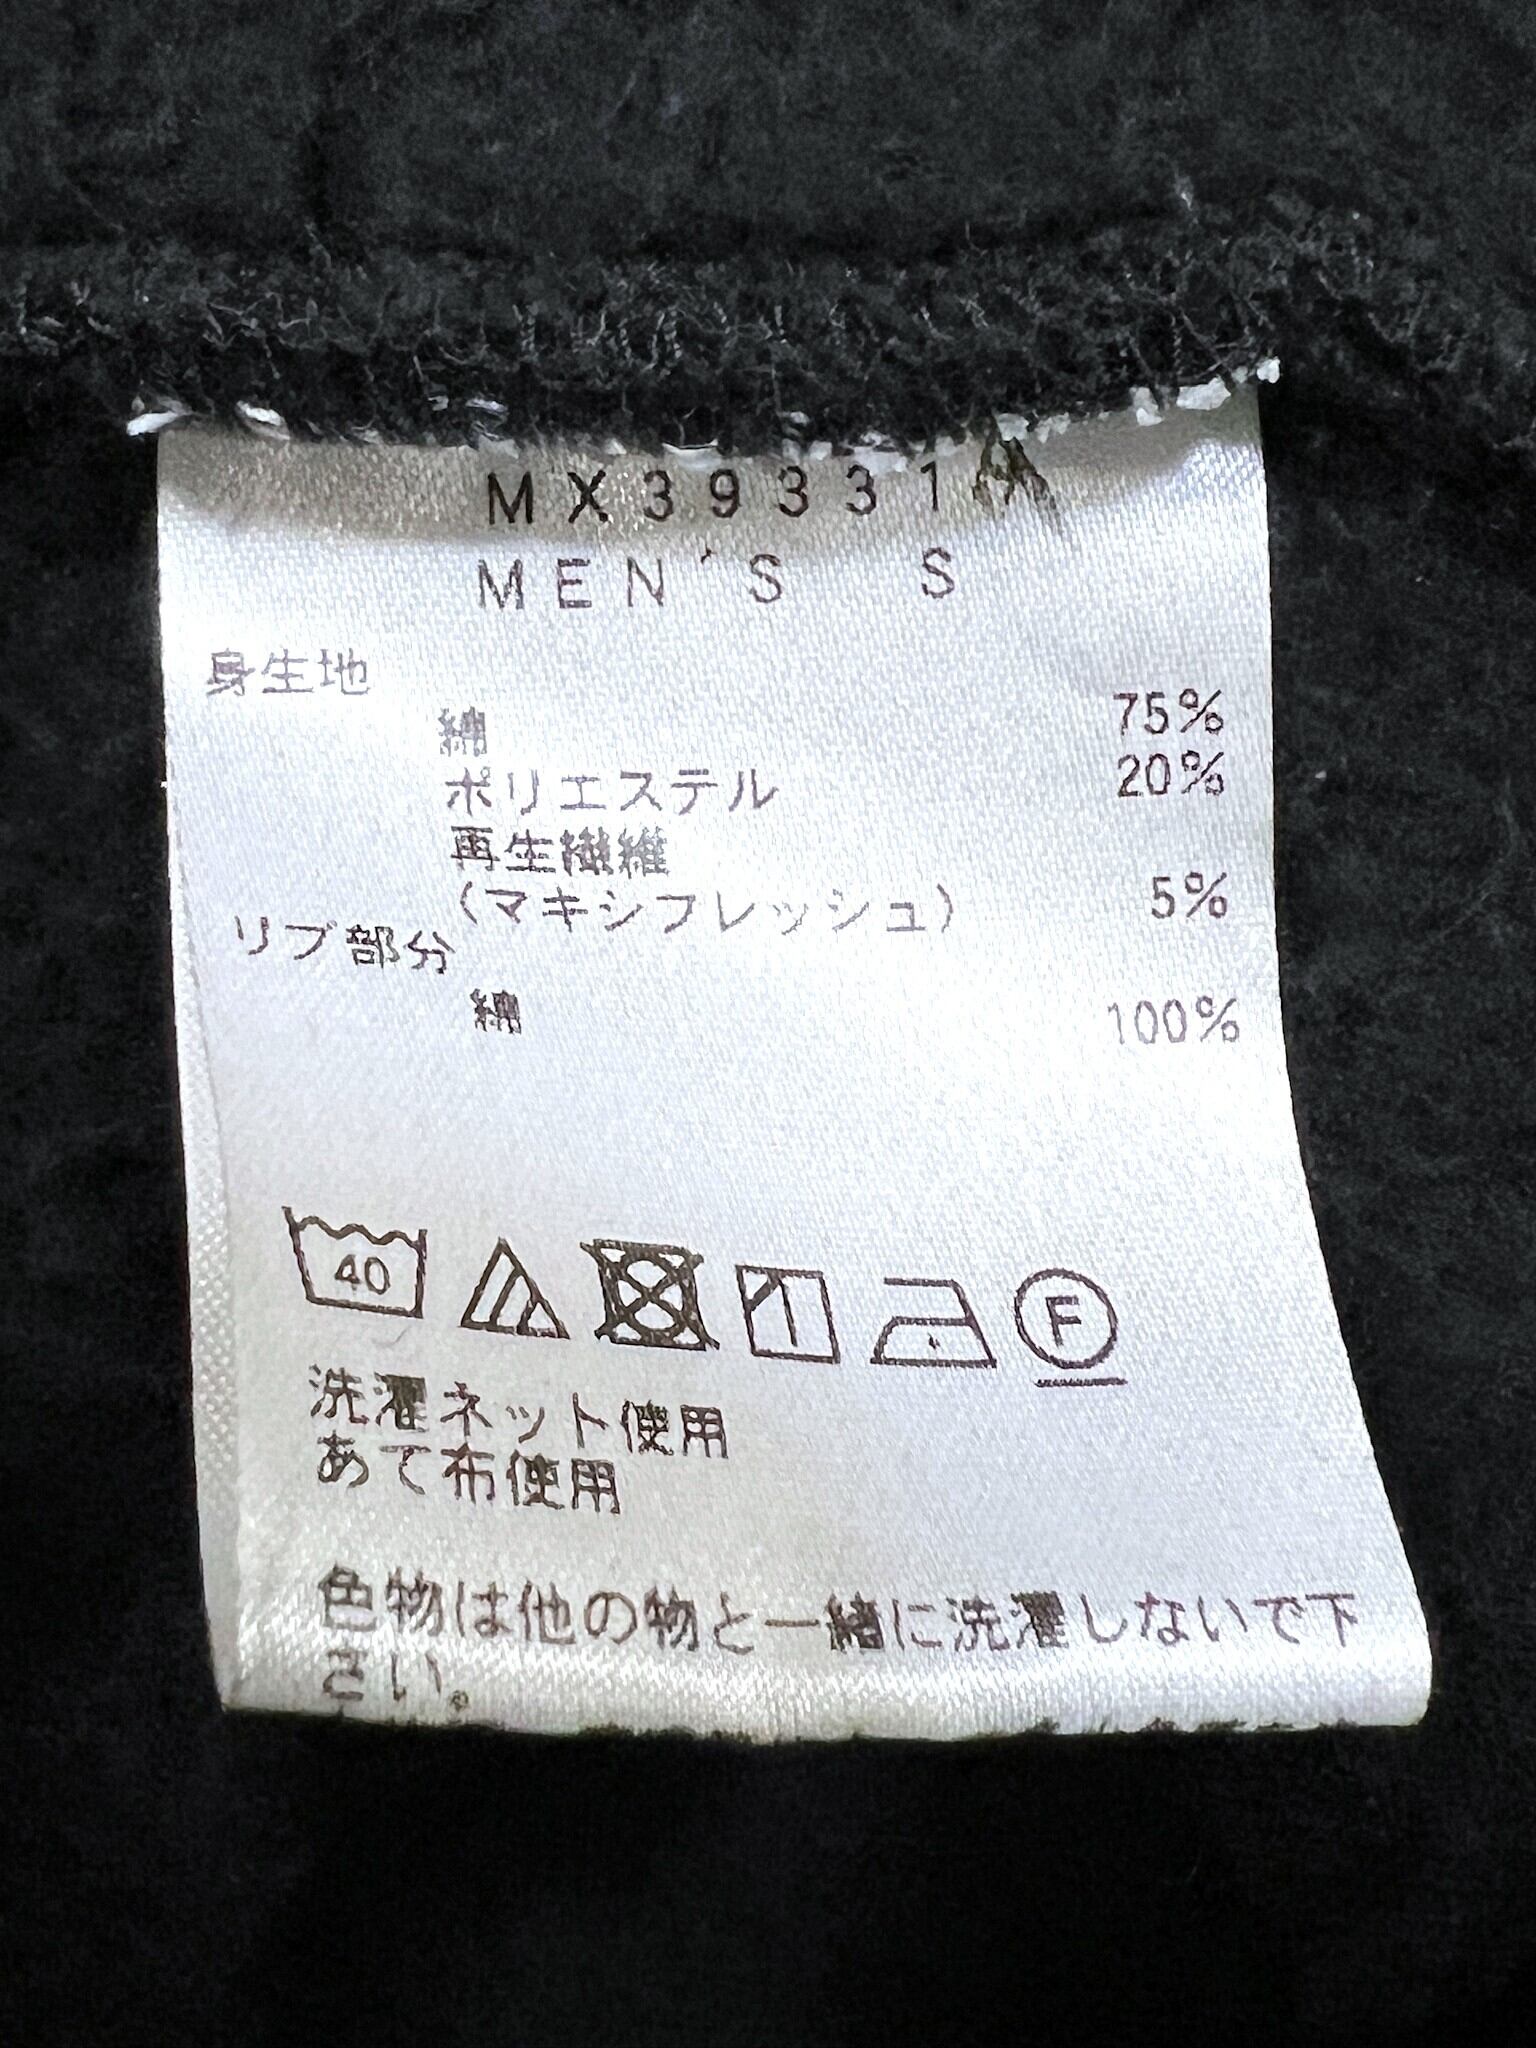 MX39331
MEN'S S
身生地
綿 75%
ポリエステル 20%
再生繊維
(マキシフレッシュ) 5%
リブ部分
綿 100%
40
F
洗濯ネット使用
あて布使用
色物は他の物と一緒に洗濯しないで下
さい。